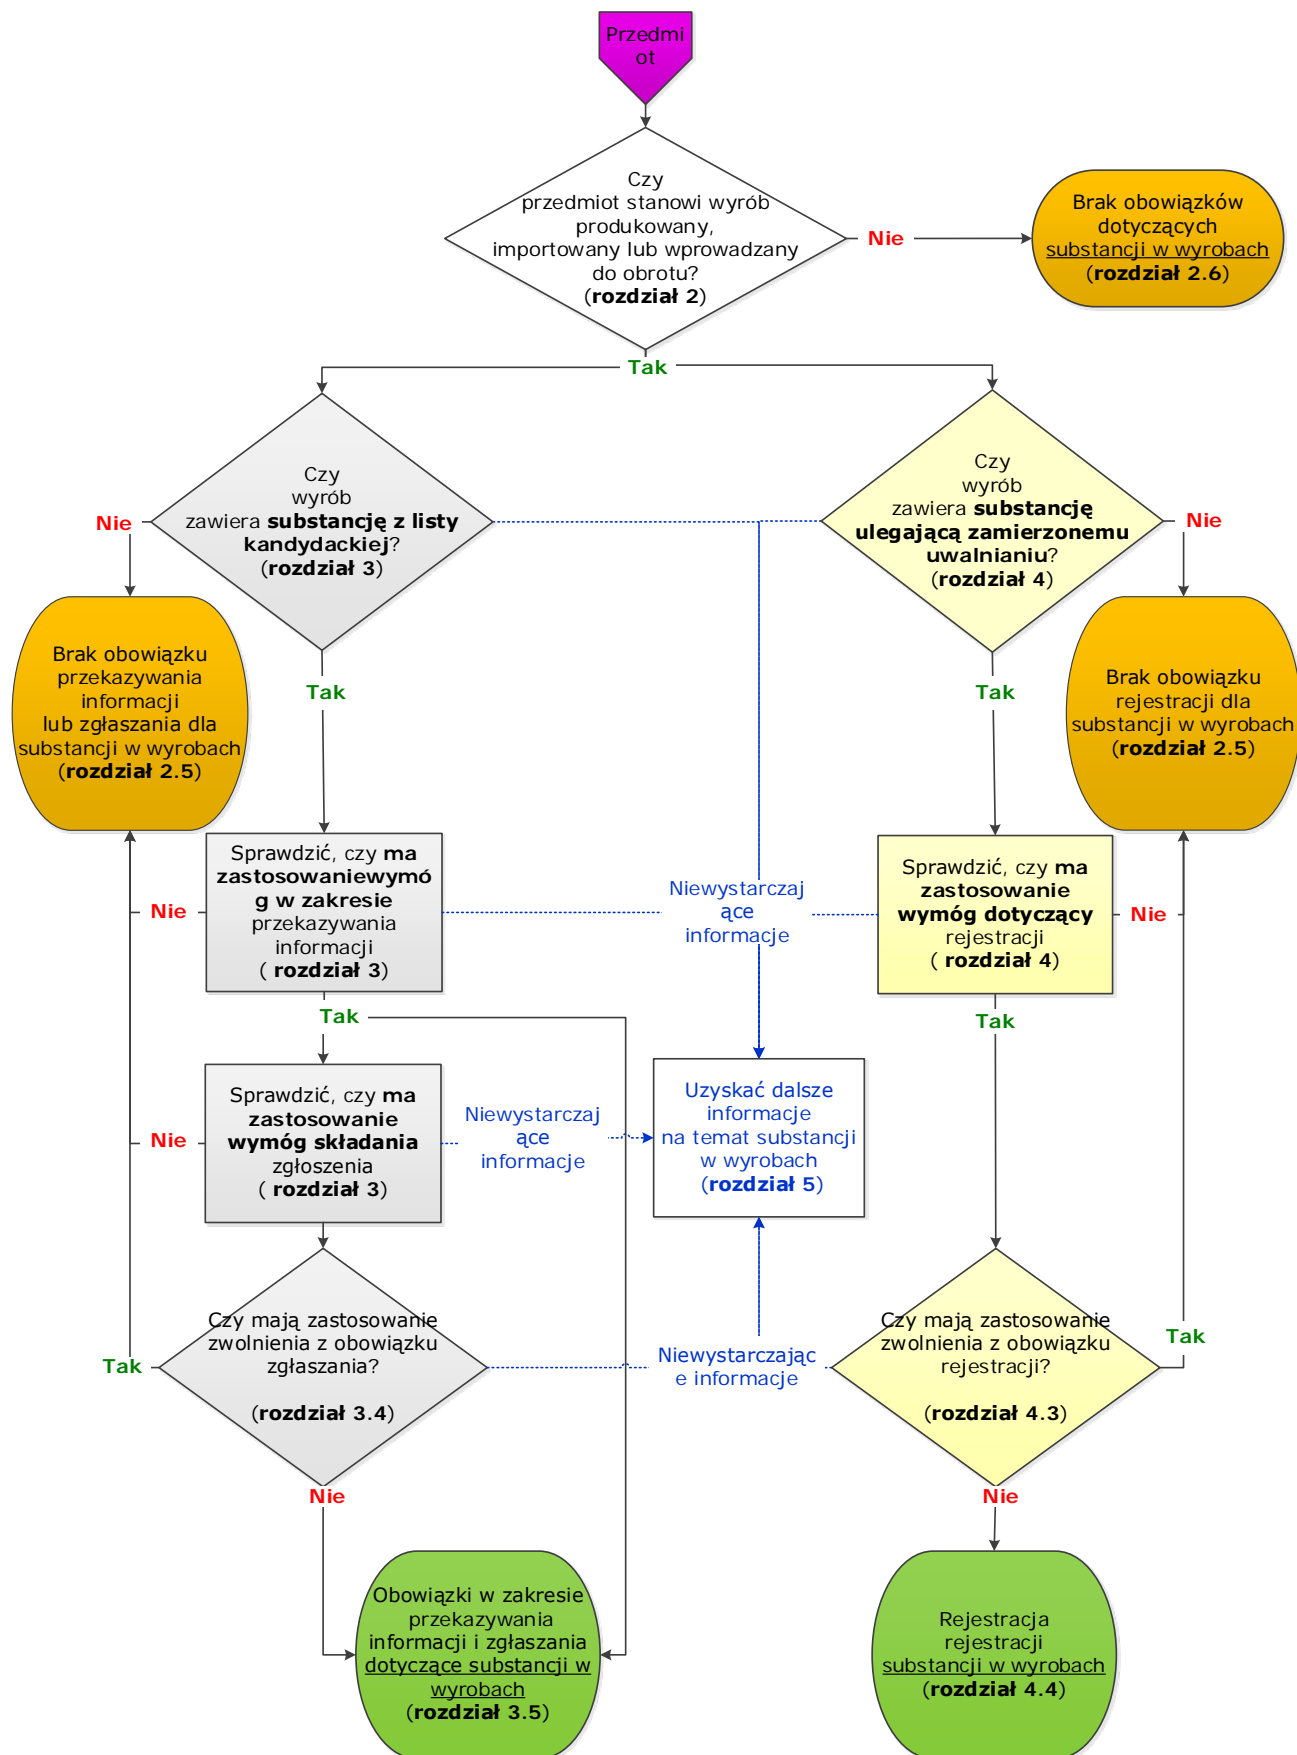 Przedmi
ot
Czy
przedmiot stanowi wyrób
produkowany,
importowany lub wprowadzany
do obrotu?
(rozdział 2)
Nie
Brak obowiązków
dotyczących
substancji w wyrobach
(rozdział 2.6)
Tak
Czy
wyrób
zawiera substancję z listy
kandydackiej?
(rozdział 3)
Nie
Czy
wyrób
zawiera substancję
ulegającą zamierzonemu
uwalnianiu?
(rozdział 4)
Nie
Brak obowiązku
przekazywania
informacji
lub zgłaszania dla
substancji w wyrobach
(rozdział 2.5)
Tak
Tak
Brak obowiązku
rejestracji dla
substancji w wyrobach
(rozdział 2.5)
Nie
Sprawdzić, czy ma
zastosowaniewymó
g w zakresie
przekazywania
informacji
( rozdział 3)
Niewystarczaj
ące
informacje
Sprawdzić, czy ma
zastosowanie
wymóg dotyczący
rejestracji
( rozdział 4)
Nie
Tak
Tak
Nie
Sprawdzić, czy ma
zastosowanie
wymóg składania
zgłoszenia
( rozdział 3)
Niewystarczaj
ące
informacje
Uzyskać dalsze
informacje
na temat substancji
w wyrobach
(rozdział 5)
Tak
Czy mają zastosowanie
zwolnienia z obowiązku
zgłaszania?
(rozdział 3.4)
Niewystarczając
e informacje
Czy mają zastosowanie
zwolnienia z obowiązku
rejestracji?
(rozdział 4.3)
Tak
Nie
Nie
Obowiązki w zakresie
przekazywania
informacji i zgłaszania
dotyczące substancji w
wyrobach
(rozdział 3.5)
Rejestracja
rejestracji
substancji w wyrobach
(rozdział 4.4)